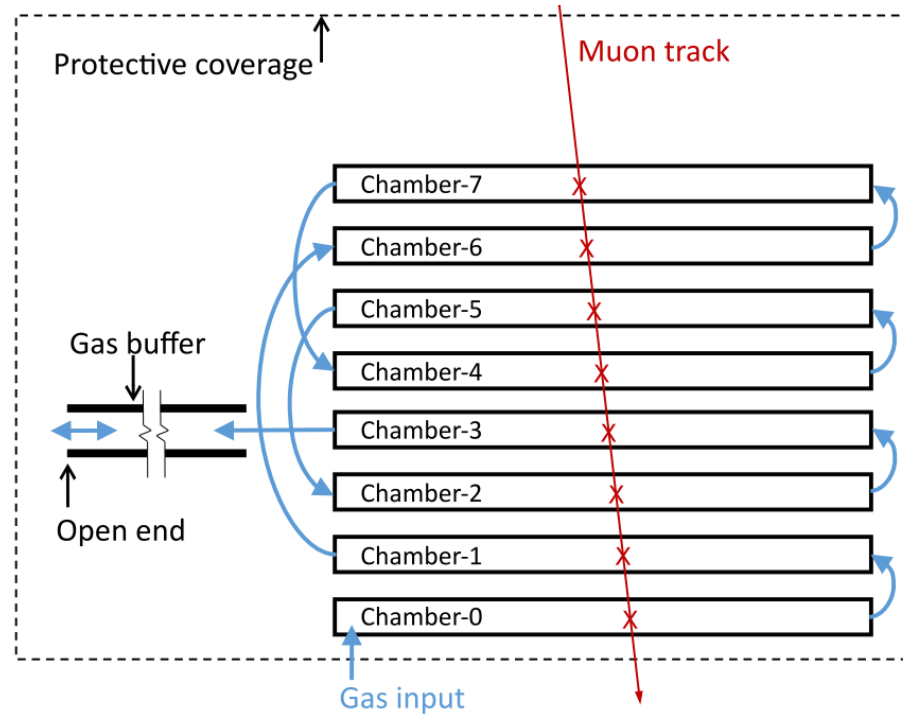 Protective coverage
Muon track
Chamber-7
Chamber-6
Chamber-5
Gas buffer
Chamber-4
Chamber-3
Chamber-2
Open end
Chamber-1
Chamber-0
Gas input